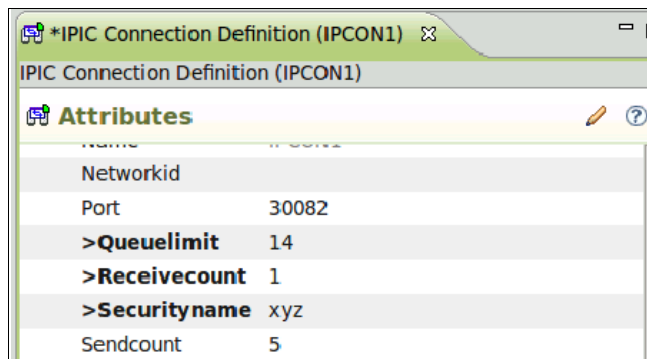 *IPIC Connection Definition (IPCON1)
IPIC Connection Definition (IPCON1)
Attributes
Networkid
Port 30082
>Queuelimit 14
>Receivecount 1
>Securityname xyz
Sendcount 5